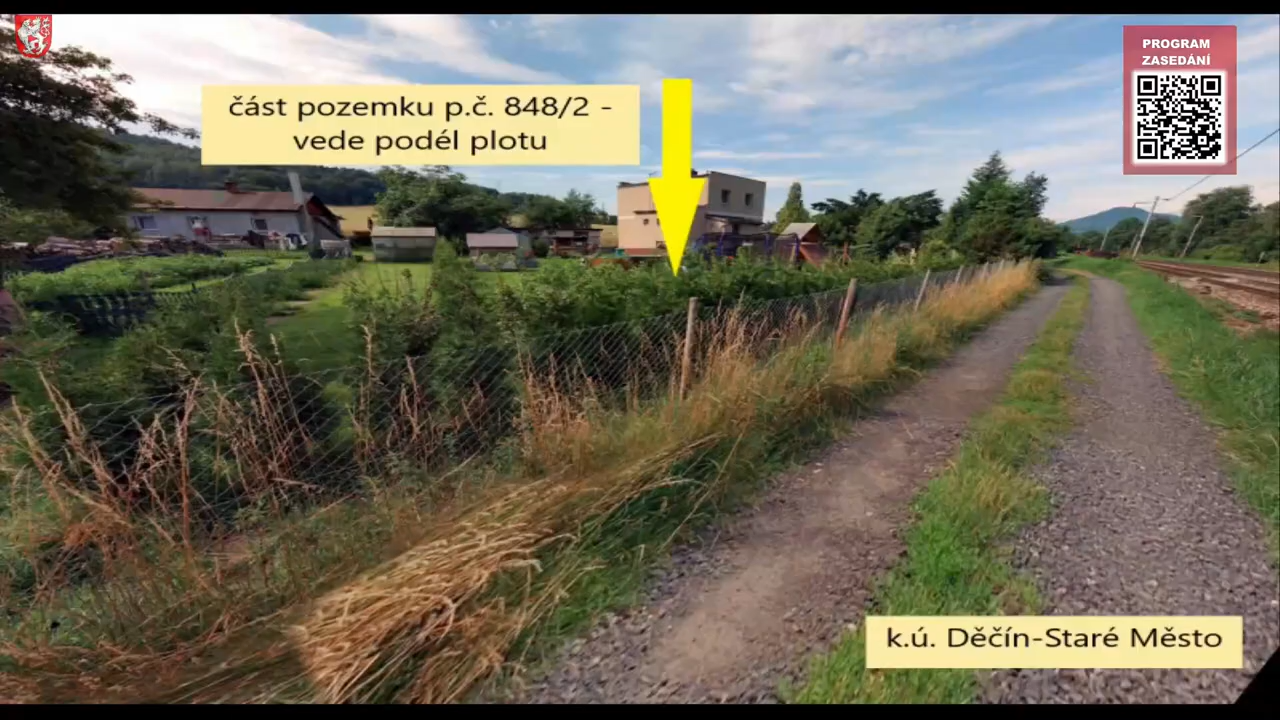 PROGRAM
ZASEDÁNÍ
část pozemku p.č. 848/2 -
vede podél plotu
k.ú. Děčín-Staré Město